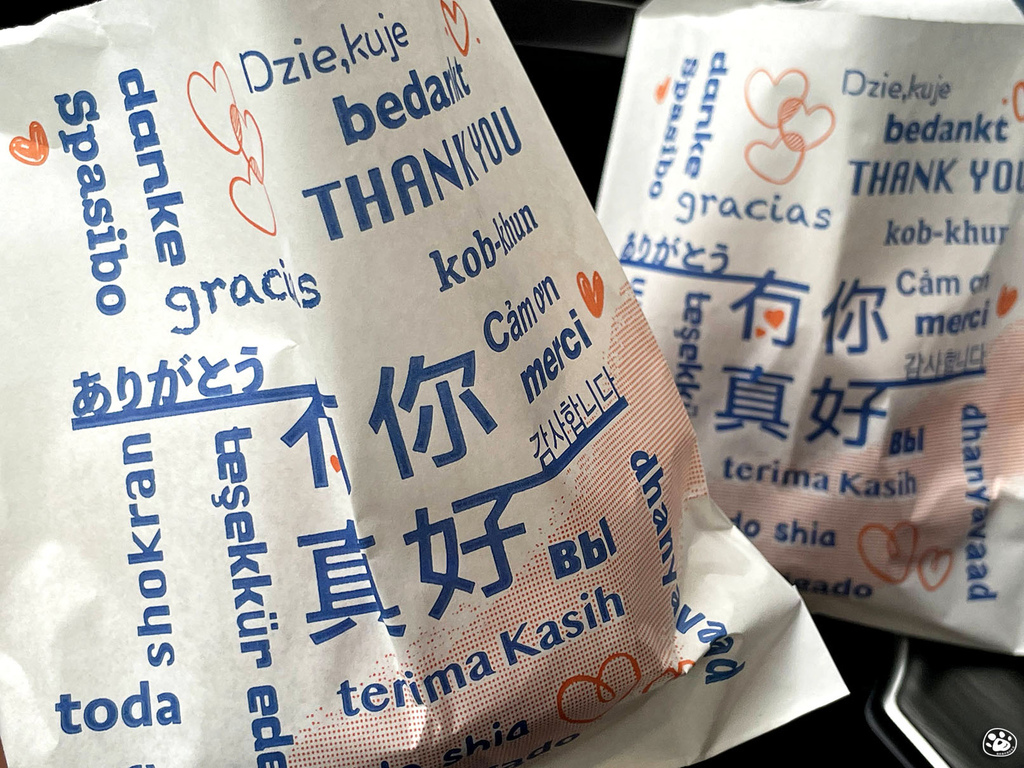 Dzie,kuje
bedankt
THANK YOU
danke
Spasibo
gracias
kob-khun
Cảm ơn
merci
감사합니다
ありがとう
有你
真好
shokran
teşekkür ede
вы
terima Kasih
dhanyavaad
toda
shia
Dzie,kuje
bedankt
THANK YOU
danke
Spasibo
gracias
kob-khun
Cảm ơn
merci
감사합니다
ありがとう
有你
真好
вы
terima Kasih
dhanyavaad
shia